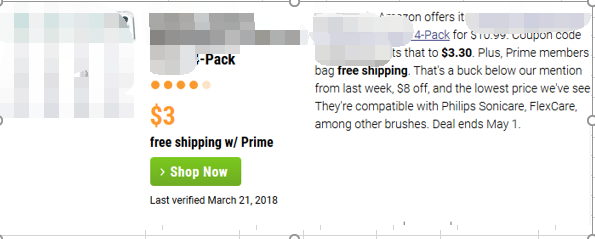 4-Pack
$3
free shipping w/ Prime
› Shop Now
Last verified March 21, 2018
Amazon offers it
4-Pack for $10.99. Coupon code
ts that to $3.30. Plus, Prime members
bag free shipping. That's a buck below our mention
from last week, $8 off, and the lowest price we've see
They're compatible with Philips Sonicare, FlexCare,
among other brushes. Deal ends May 1.